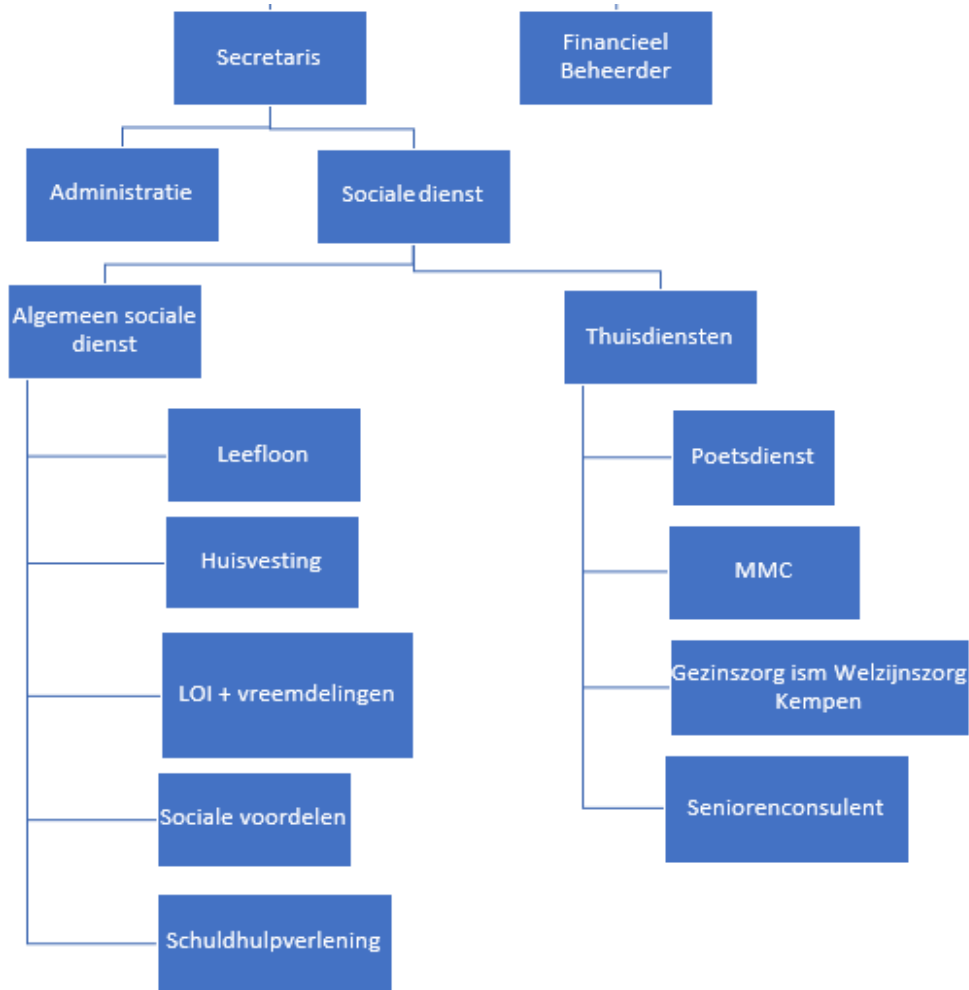 Secretaris
Financieel
Beheerder
Administratie
Sociale dienst
Algemeen sociale
dienst
Thuisdiensten
Leefloon
Poetsdienst
Huisvesting
MMC
LOI + vreemdelingen
Gezinszorg ism Welzijnszorg
Kempen
Sociale voordelen
Seniorenconsulent
Schuldhulpverlening